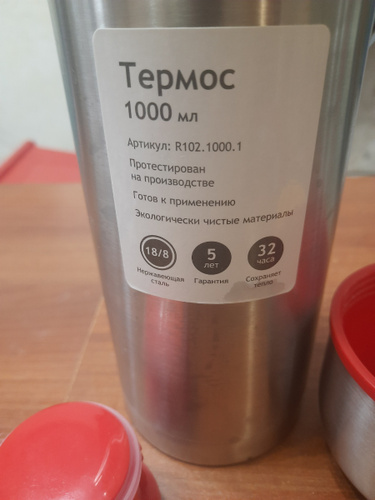 Термос
1000 мл
Артикул: R102.1000.1
Протестирован
на производстве
Готов к применению
Экологически чистые материалы
18/8
Нержавеющая
сталь
5
лет
Гарантия
32
часа
Сохраняет
тепло